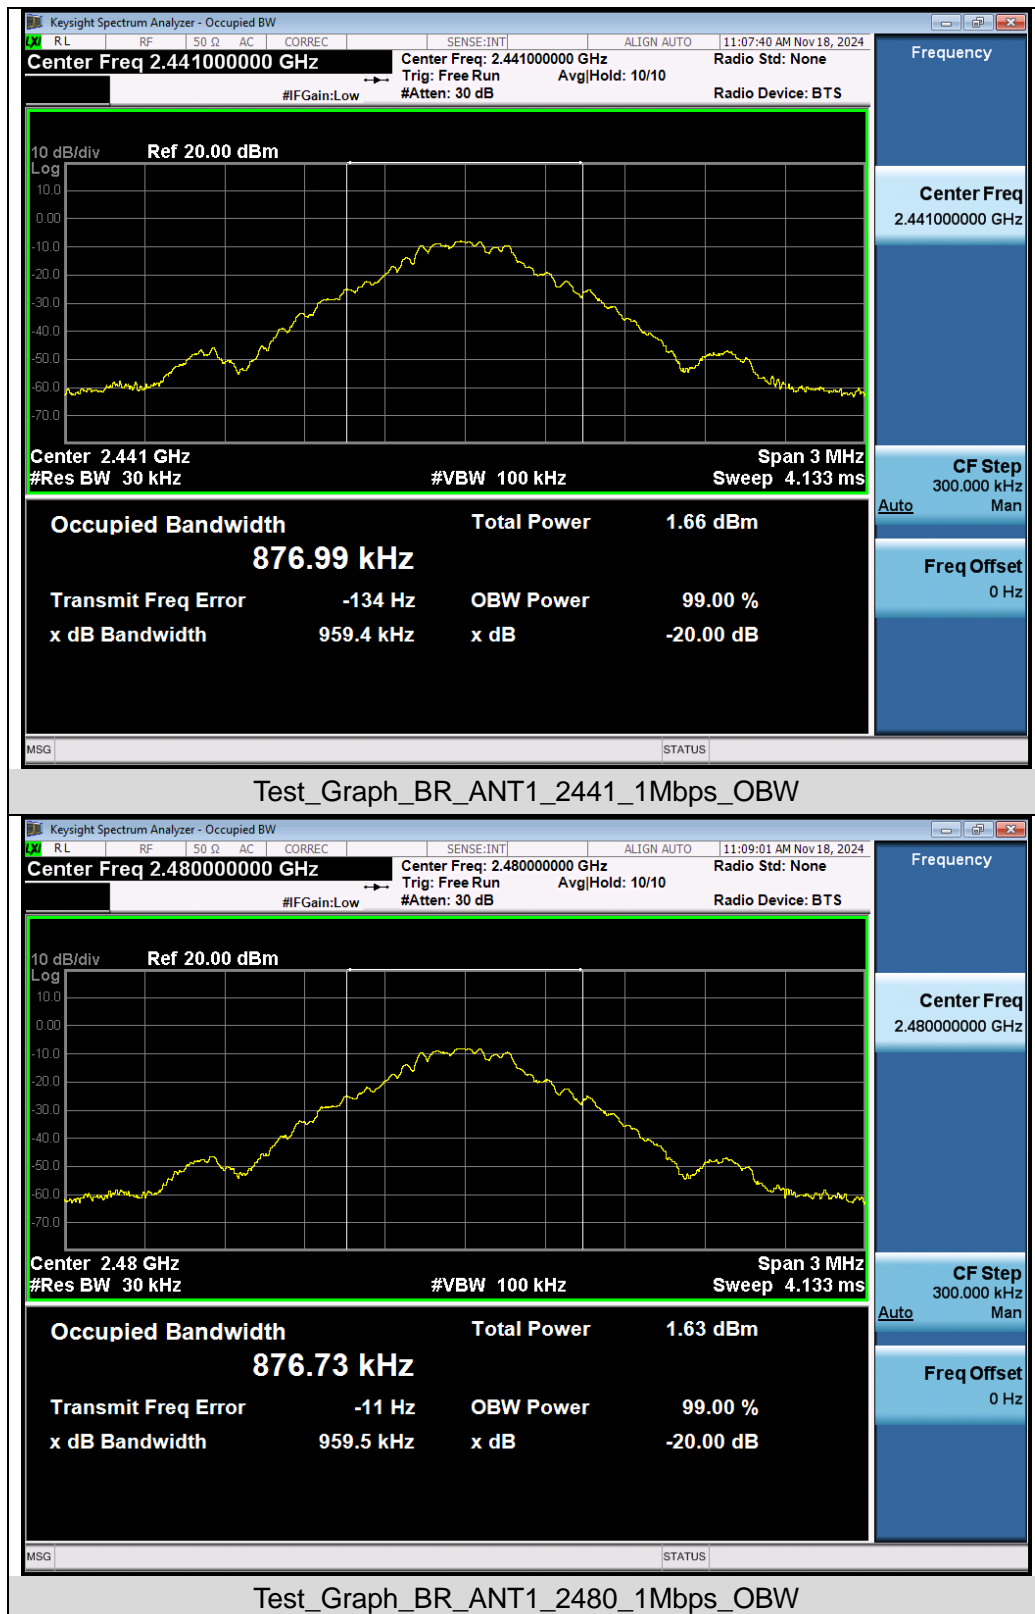 Keysight Spectrum Analyzer - Occupied BW
LXI RL RF 50 Ω AC CORREC SENSE:INT ALIGN AUTO 11:07:40 AM Nov 18, 2024
Center Freq 2.441000000 GHz Center Freq: 2.441000000 GHz Radio Std: None Frequency
Trig: Free Run Avg|Hold: 10/10
#IFGain:Low #Atten: 30 dB Radio Device: BTS
10 dB/div Ref 20.00 dBm
Log
10.0
0.00
-10.0
-20.0
-30.0
-40.0
-50.0
-60.0
-70.0
Center 2.441 GHz Span 3 MHz
#Res BW 30 kHz #VBW 100 kHz Sweep 4.133 ms
Center Freq
2.441000000 GHz
CF Step
300.000 kHz
Auto Man
Freq Offset
0 Hz
Occupied Bandwidth Total Power 1.66 dBm
876.99 kHz
Transmit Freq Error -134 Hz OBW Power 99.00 %
x dB Bandwidth 959.4 kHz x dB -20.00 dB
MSG STATUS
Test_Graph_BR_ANT1_2441_1Mbps_OBW
Keysight Spectrum Analyzer - Occupied BW
LXI RL RF 50 Ω AC CORREC SENSE:INT ALIGN AUTO 11:09:01 AM Nov 18, 2024
Center Freq 2.480000000 GHz Center Freq: 2.480000000 GHz Radio Std: None Frequency
Trig: Free Run Avg|Hold: 10/10
#IFGain:Low #Atten: 30 dB Radio Device: BTS
10 dB/div Ref 20.00 dBm
Log
10.0
0.00
-10.0
-20.0
-30.0
-40.0
-50.0
-60.0
-70.0
Center 2.48 GHz Span 3 MHz
#Res BW 30 kHz #VBW 100 kHz Sweep 4.133 ms
Center Freq
2.480000000 GHz
CF Step
300.000 kHz
Auto Man
Freq Offset
0 Hz
Occupied Bandwidth Total Power 1.63 dBm
876.73 kHz
Transmit Freq Error -11 Hz OBW Power 99.00 %
x dB Bandwidth 959.5 kHz x dB -20.00 dB
MSG STATUS
Test_Graph_BR_ANT1_2480_1Mbps_OBW